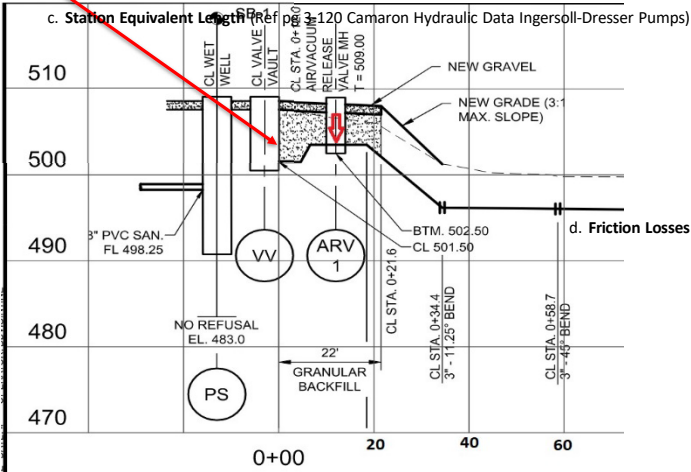 c. Station Equivalent Length (Ref pg 3-120 Camaron Hydraulic Data Ingersoll-Dresser Pumps)
SB-1
CL WET
WELL
CL VALVE
VAULT
AIR/VACUUM
RELEASE
VALVE MH
T = 509.00
NEW GRAVEL
NEW GRADE (3:1
MAX. SLOPE)
510
500
490
480
470
3" PVC SAN.
FL 498.25
BTM. 502.50
CL 501.50
d. Friction Losses
VV
ARV
1
CL STA. 0+21.6
CL STA. 0+34.4
3" - 11.25° BEND
CL STA. 0+58.7
3" - 45° BEND
NO REFUSAL
EL. 483.0
22'
GRANULAR
BACKFILL
PS
0+00
20
40
60